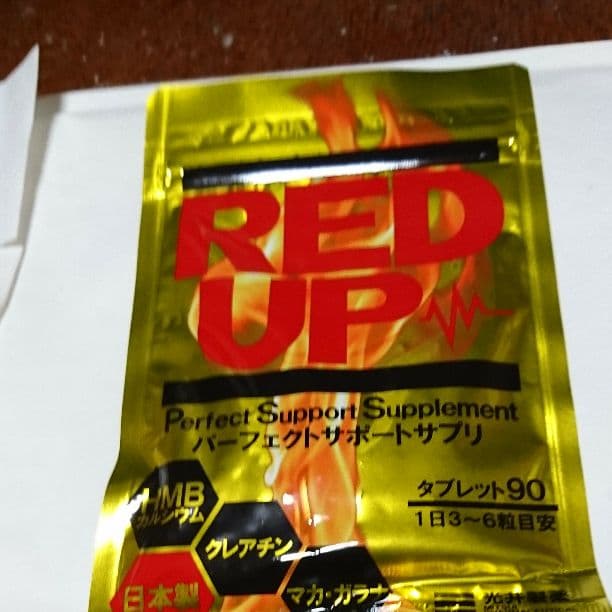 RED
UP
Perfect Support Supplement
パーフェクトサポートサプリ
HMB
カルシウム
タブレット90
1日3〜6粒目安
クレアチン
日本製
マカ・ガラナ